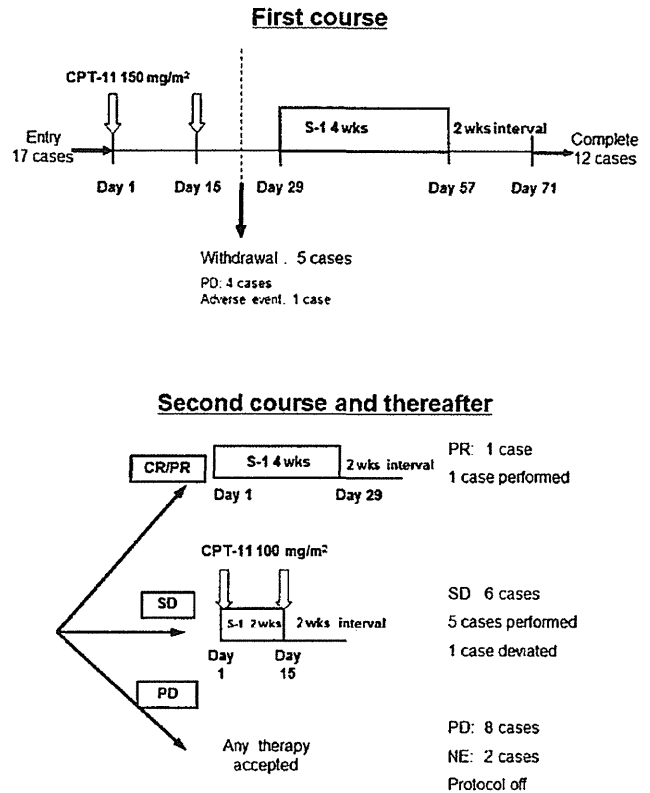 First course
CPT-11 150 mg/m²
Entry
17 cases
S-1 4 wks
2 wks interval
Complete
12 cases
Day 1
Day 15
Day 29
Day 57
Day 71
Withdrawal . 5 cases
PD: 4 cases
Adverse event. 1 case
Second course and thereafter
CR/PR
S-1 4 wks
2 wks interval
Day 1
Day 29
PR: 1 case
1 case performed
CPT-11 100 mg/m²
SD
S-1 2 wks
2 wks interval
Day
1
Day
15
SD 6 cases
5 cases performed
1 case deviated
PD
Any therapy
accepted
PD: 8 cases
NE: 2 cases
Protocol off